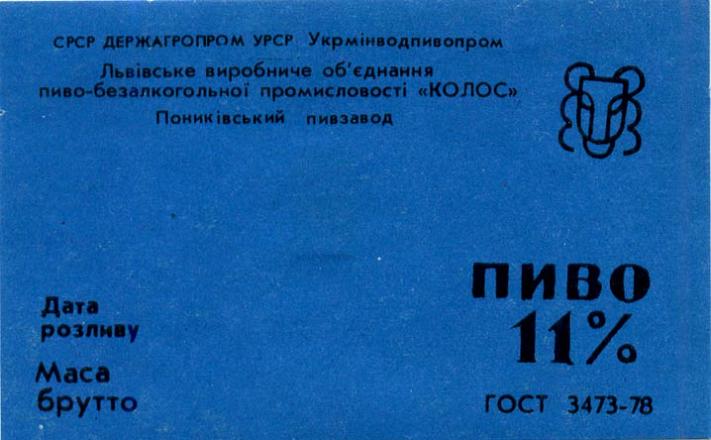 СРСР ДЕРЖАГРОПРОМ УРСР Укрмінводпивопром
Львівське виробниче об'єднання
пиво-безалкогольної промисловості «КОЛОС»
Пониківський пивзавод
ПИВО
11%
Дата
розливу
Маса
брутто
ГОСТ 3473-78